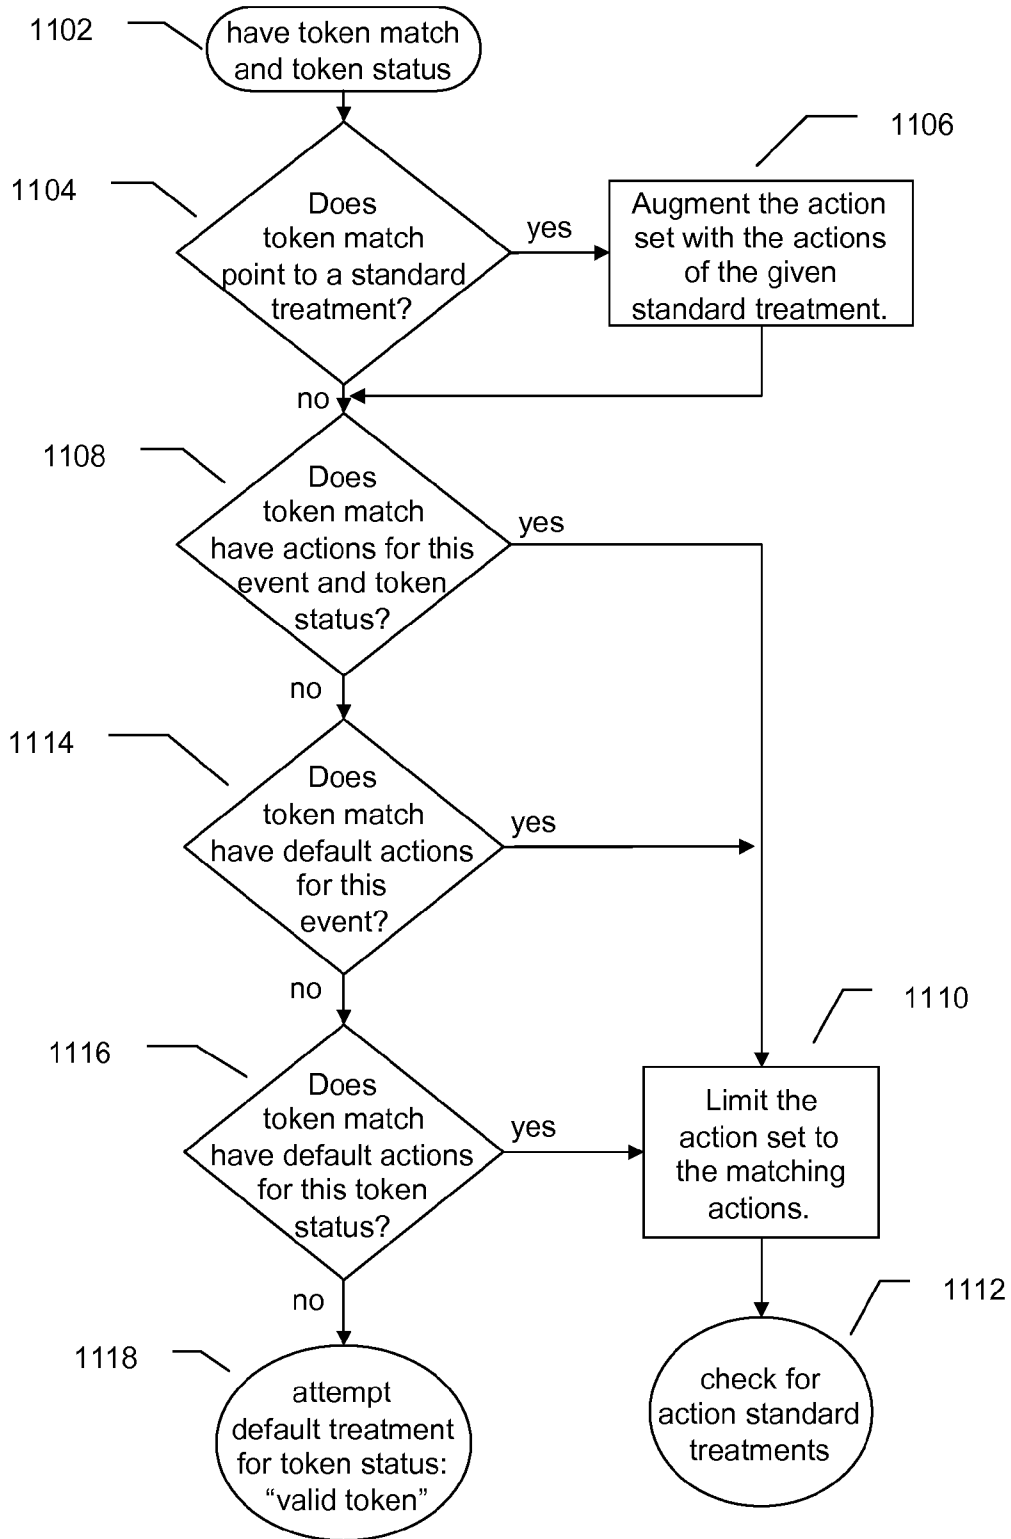 1102
have token match
and token status
1106
1104
Does
token match
point to a standard
treatment?
yes
Augment the action
set with the actions
of the given
standard treatment.
no
1108
Does
token match
have actions for this
event and token
status?
yes
no
1114
Does
token match
have default actions
for this
event?
yes
no
1110
1116
Does
token match
have default actions
for this token
status?
yes
Limit the
action set to
the matching
actions.
no
1112
1118
attempt
default treatment
for token status:
“valid token”
check for
action standard
treatments